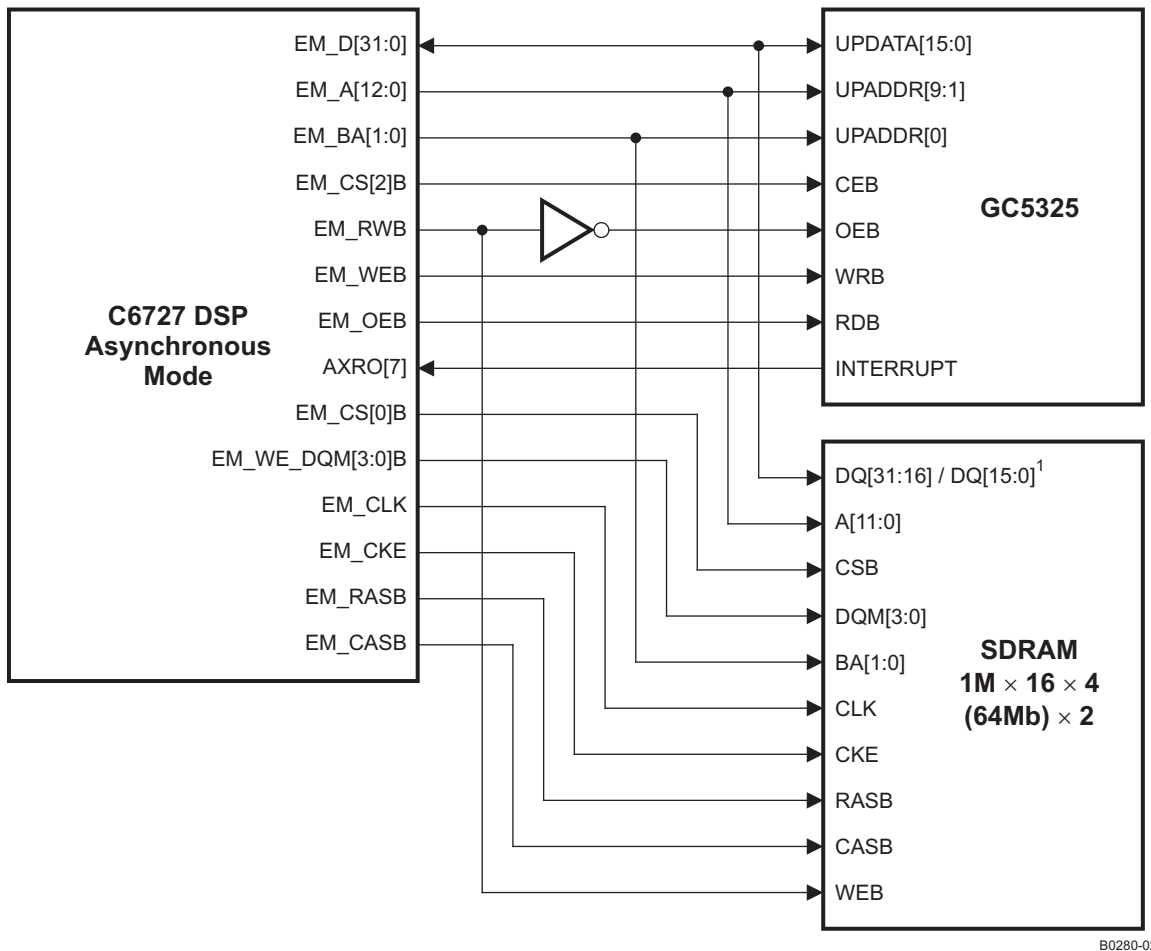 EM_D[31:0]
EM_A[12:0]
EM_BA[1:0]
EM_CS[2]B
EM_RWB
EM_WEB
EM_OEB
AXRO[7]
EM_CS[0]B
EM_WE_DQM[3:0]B
EM_CLK
EM_CKE
EM_RASB
EM_CASB
C6727 DSP
Asynchronous
Mode
UPDATA[15:0]
UPADDR[9:1]
UPADDR[0]
CEB
OEB
WRB
RDB
INTERRUPT
GC5325
DQ[31:16] / DQ[15:0]¹
A[11:0]
CSB
DQM[3:0]
BA[1:0]
CLK
CKE
RASB
CASB
WEB
SDRAM
1M × 16 × 4
(64Mb) × 2